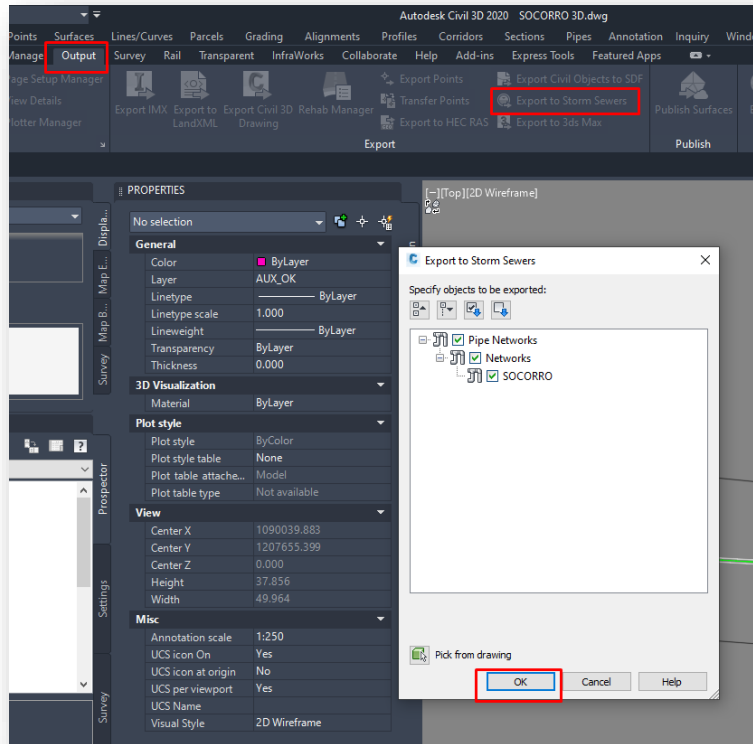 Autodesk Civil 3D 2020 SOCORRO 3D.dwg
Points Surfaces Lines/Curves Parcels Grading Alignments Profiles Corridors Sections Pipes Annotation Inquiry
Manage Output Survey Rail Transparent InfraWorks Collaborate Help Add-ins Express Tools Featured Apps
Setup Manager
View Details
Plotter Manager
Export IMX
Export to LandXML
Export Civil 3D Drawing
Rehab Manager
Export Points
Transfer Points
Export to HEC RAS
Export Civil Objects to SDF
Export to Storm Sewers
Export to 3ds Max
Publish Surfaces
Export
Publish
PROPERTIES
[−][Top][2D Wireframe]
No selection
General
Color ByLayer
Layer AUX_OK
Linetype ByLayer
Linetype scale 1.000
Lineweight ByLayer
Transparency ByLayer
Thickness 0.000
3D Visualization
Material ByLayer
Plot style
Plot style ByColor
Plot style table None
Plot table attache... Model
Plot table type Not available
View
Center X 1090039.883
Center Y 1207655.399
Center Z 0.000
Height 37.856
Width 49.964
Misc
Annotation scale 1:250
UCS icon On Yes
UCS icon at origin No
UCS per viewport Yes
UCS Name
Visual Style 2D Wireframe
Displa...
Map E...
Map B...
Survey
Prospector
Settings
Survey
Export to Storm Sewers
Specify objects to be exported:
Pipe Networks
Networks
SOCORRO
Pick from drawing
OK Cancel Help